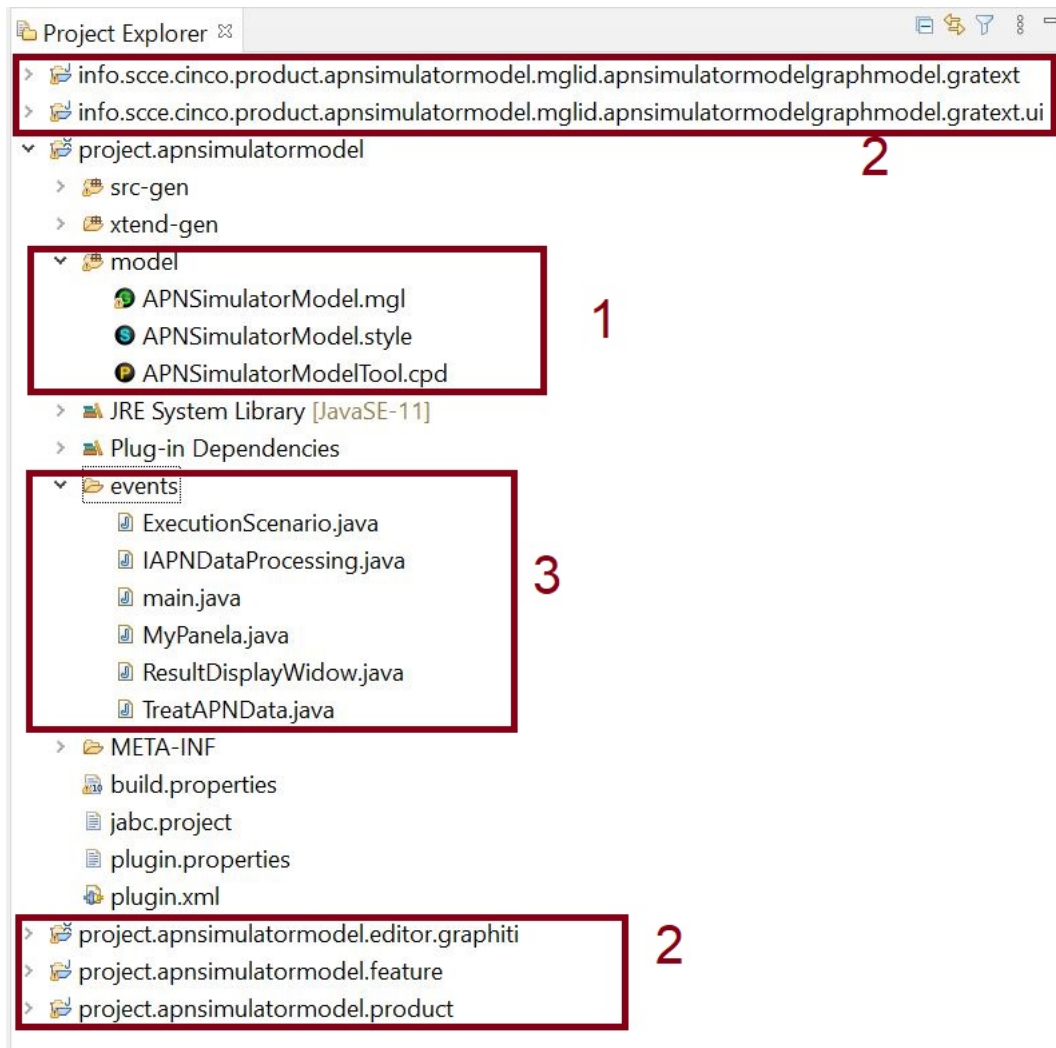 Project Explorer
info.scce.cinco.product.apnsimulatormodel.mglid.apnsimulatormodelgraphmodel.gratext
info.scce.cinco.product.apnsimulatormodel.mglid.apnsimulatormodelgraphmodel.gratext.ui
2
project.apnsimulatormodel
src-gen
xtend-gen
model
APNSimulatorModel.mgl
APNSimulatorModel.style
APNSimulatorModelTool.cpd
1
JRE System Library [JavaSE-11]
Plug-in Dependencies
events
ExecutionScenario.java
IAPNDataProcessing.java
main.java
MyPanela.java
ResultDisplayWidow.java
TreatAPNData.java
3
META-INF
build.properties
jabc.project
plugin.properties
plugin.xml
project.apnsimulatormodel.editor.graphiti
project.apnsimulatormodel.feature
project.apnsimulatormodel.product
2